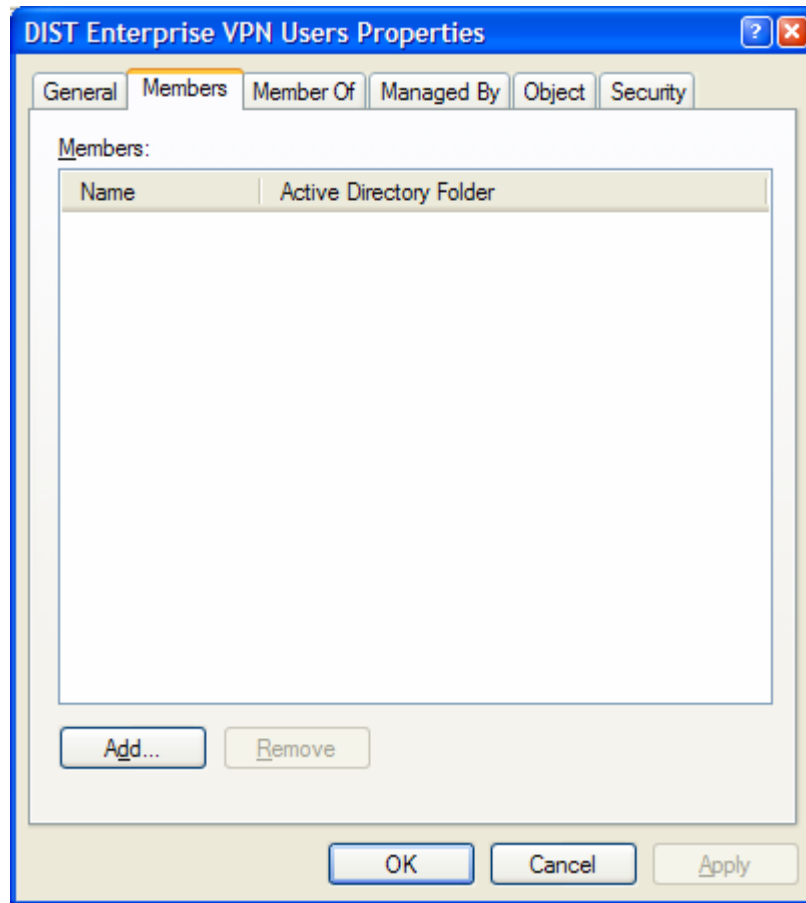 DIST Enterprise VPN Users Properties ?
General Members Member Of Managed By Object Security
Members:
Name Active Directory Folder
Add... Remove
OK Cancel Apply